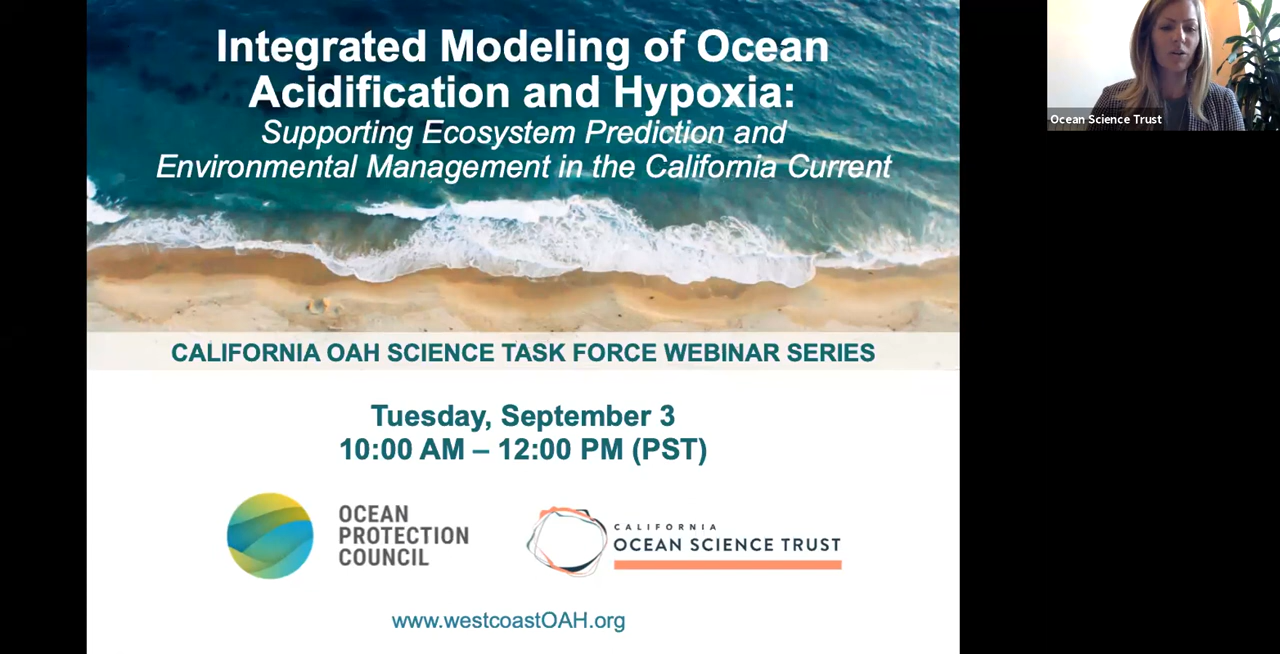 Integrated Modeling of Ocean
Acidification and Hypoxia:
Supporting Ecosystem Prediction and
Environmental Management in the California Current
CALIFORNIA OAH SCIENCE TASK FORCE WEBINAR SERIES
Tuesday, September 3
10:00 AM – 12:00 PM (PST)
OCEAN
PROTECTION
COUNCIL
CALIFORNIA
OCEAN SCIENCE TRUST
www.westcoastOAH.org
Ocean Science Trust